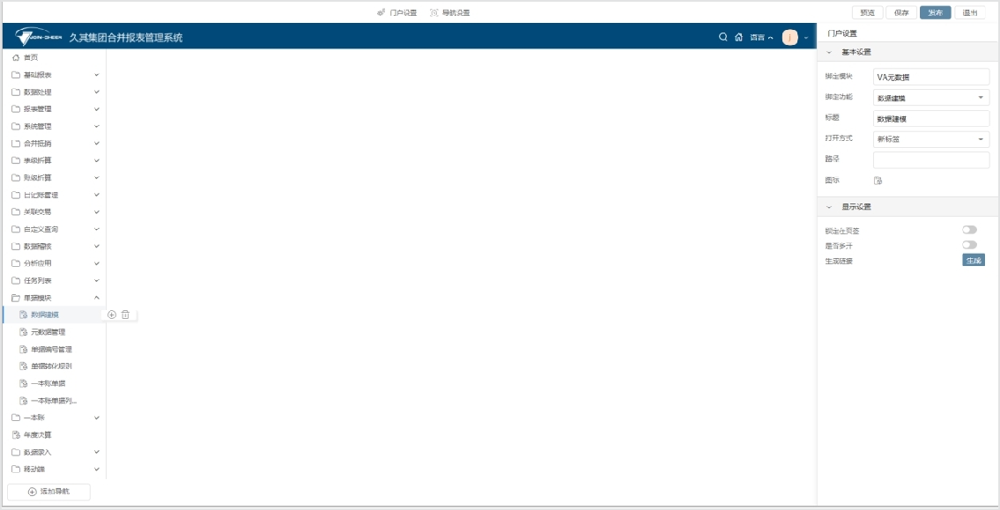 门户设置 导航设置 预览 保存 发布 退出
JOIN-CHEER 久其集团合并报表管理系统 语言 J
首页
基础报表
数据处理
报表管理
系统管理
合并抵销
表级折算
账级折算
日记账管理
关联交易
自定义查询
数据稽核
分析应用
任务列表
单据模块
数据建模
元数据管理
单据编号管理
单据转化规则
一本账单据
一本账单据列...
一本账
年度决算
数据录入
移动端
添加导航
门户设置
基本设置
绑定模块 VA元数据
绑定功能 数据建模
标题 数据建模
打开方式 新标签
路径
图标
显示设置
锁定在页签
是否多开
生成链接 生成